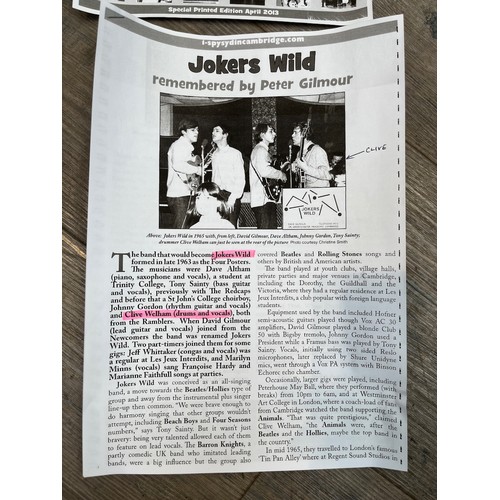 Special Printed Edition April 2013
i-spysydincambridge.com
Jokers Wild
remembered by Peter Gilmour
CLIVE
JOKERS
WILD
Above: Jokers Wild in 1965 with, from left, David Gilmour, Dave Altham, Johnny Gordon, Tony Sainty;
drummer Clive Welham can just be seen at the rear of the picture Photo courtesy Christine Smith
The band that would become Jokers Wild
formed in late 1963 as the Four Posters.
The musicians were Dave Altham
(piano, saxophone and vocals), a student at
Trinity College, Tony Sainty (bass guitar
and vocals), previously with The Redcaps
and before that a St John's College choirboy,
Johnny Gordon (rhythm guitar and vocals)
and Clive Welham (drums and vocals), both
from the Ramblers. When David Gilmour
(lead guitar and vocals) joined from the
Newcomers the band was renamed Jokers
Wild. Two part-timers joined them for some
gigs: Jeff Whittaker (congas and vocals) was
a regular at Les Jeux Interdits, and Marilyn
Minns (vocals) sang Françoise Hardy and
Marianne Faithfull songs at parties.
Jokers Wild was conceived as an all-singing
band, a move towards the Beatles/Hollies type of
group and away from the instrumental plus singer
line-up then common. "We were brave enough to
do harmony singing that other groups wouldn't
attempt, including Beach Boys and Four Seasons
numbers," says Tony Sainty. But it wasn't just
bravery: being very talented allowed each of them
to feature on lead vocals. The Barron Knights, a
partly comedy UK band who imitated leading
bands, were a big influence but the group also
covered Beatles and Rolling Stones songs and
others by British and American artists.
The band played at youth clubs, village halls,
private parties and major venues in Cambridge,
including the Dorothy, the Guildhall and the
Victoria, where they had a regular residence at Les
Jeux Interdits, a club popular with foreign language
students.
Equipment used by the band included Hofner
semi-acoustic guitars played though Vox AC 30
amplifiers, David Gilmour played a blonde Club
50 with Bigsby tremolo, Johnny Gordon used a
President while a Framus bass was played by Tony
Sainty. Vocals, initially using two sided Reslo
microphones, later replaced by Shure Unidyne
mics, went through a Vox PA system with Binson
Echorec echo chamber.
Occasionally, larger gigs were played, including
Peterhouse May Ball, where they performed (with
breaks) from 10pm to 6am, and at Westminster
Art College in London, where a coach-load of fans
from Cambridge watched the band supporting the
Animals. "That was quite prestigious," claimed
Clive Welham, "the Animals were, after the
Beatles and the Hollies, maybe the top band in
the country."
In mid 1965, they travelled to London's famous
'Tin Pan Alley' where at Regent Sound Studios in